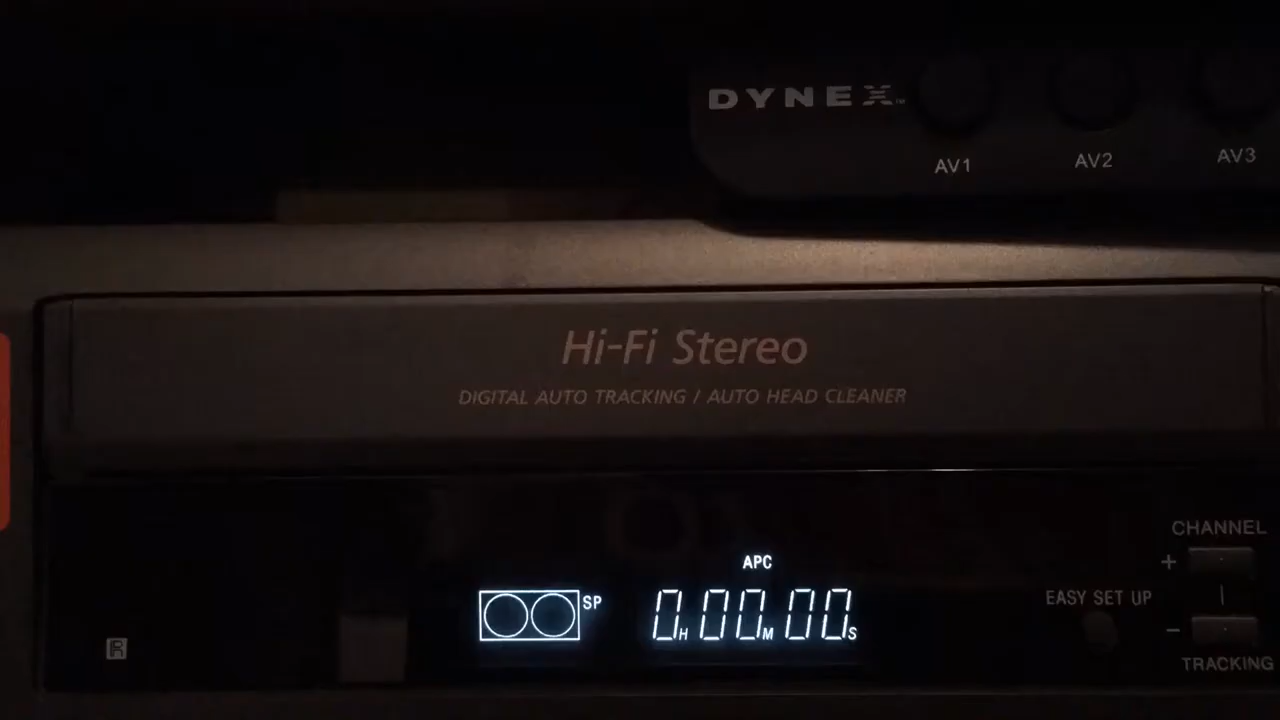 DYNEX™
AV1 AV2 AV3
Hi-Fi Stereo
DIGITAL AUTO TRACKING / AUTO HEAD CLEANER
CHANNEL
+
APC
SP
0H00M00S
EASY SET UP
−
TRACKING
R